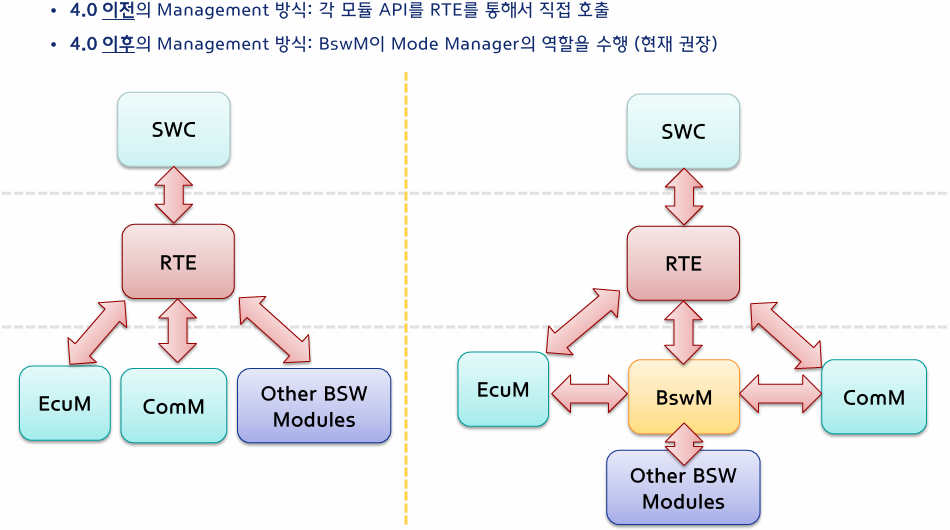 • 4.0 이전의 Management 방식: 각 모듈 API를 RTE를 통해서 직접 호출
• 4.0 이후의 Management 방식: BswM이 Mode Manager의 역할을 수행 (현재 권장)
SWC
RTE
EcuM
ComM
Other BSW
Modules
SWC
RTE
EcuM
BswM
ComM
Other BSW
Modules